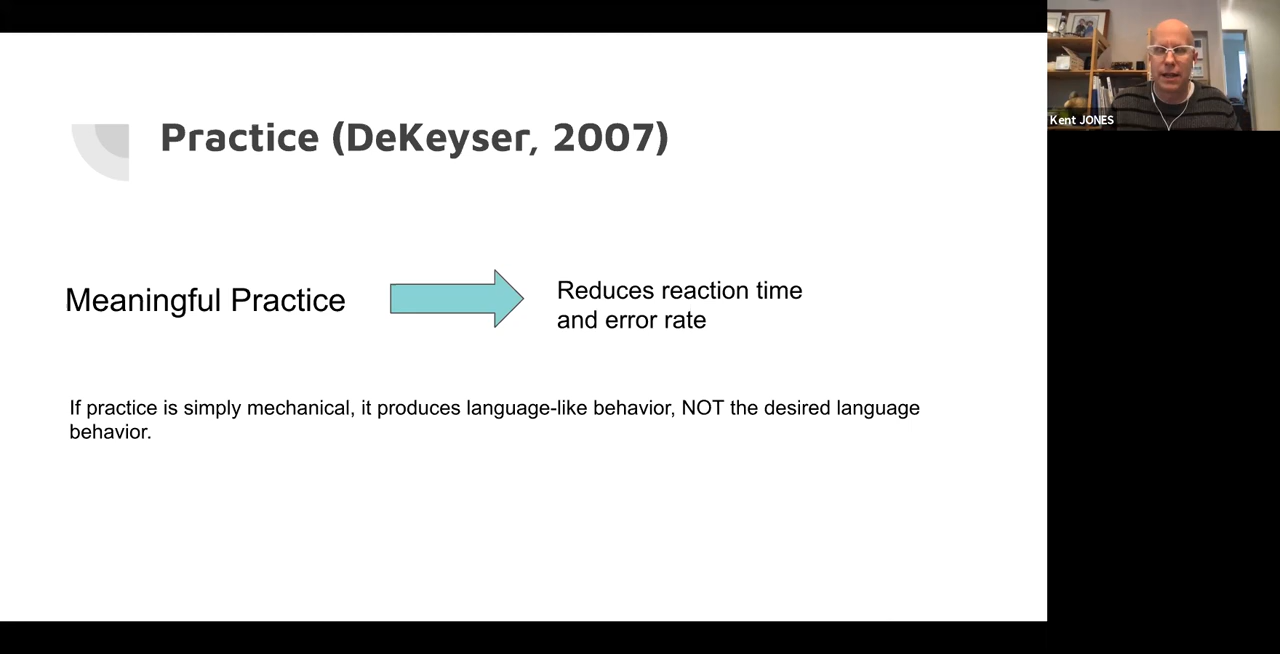 Practice (DeKeyser, 2007)
Meaningful Practice
Reduces reaction time
and error rate
If practice is simply mechanical, it produces language-like behavior, NOT the desired language
behavior.
Kent JONES